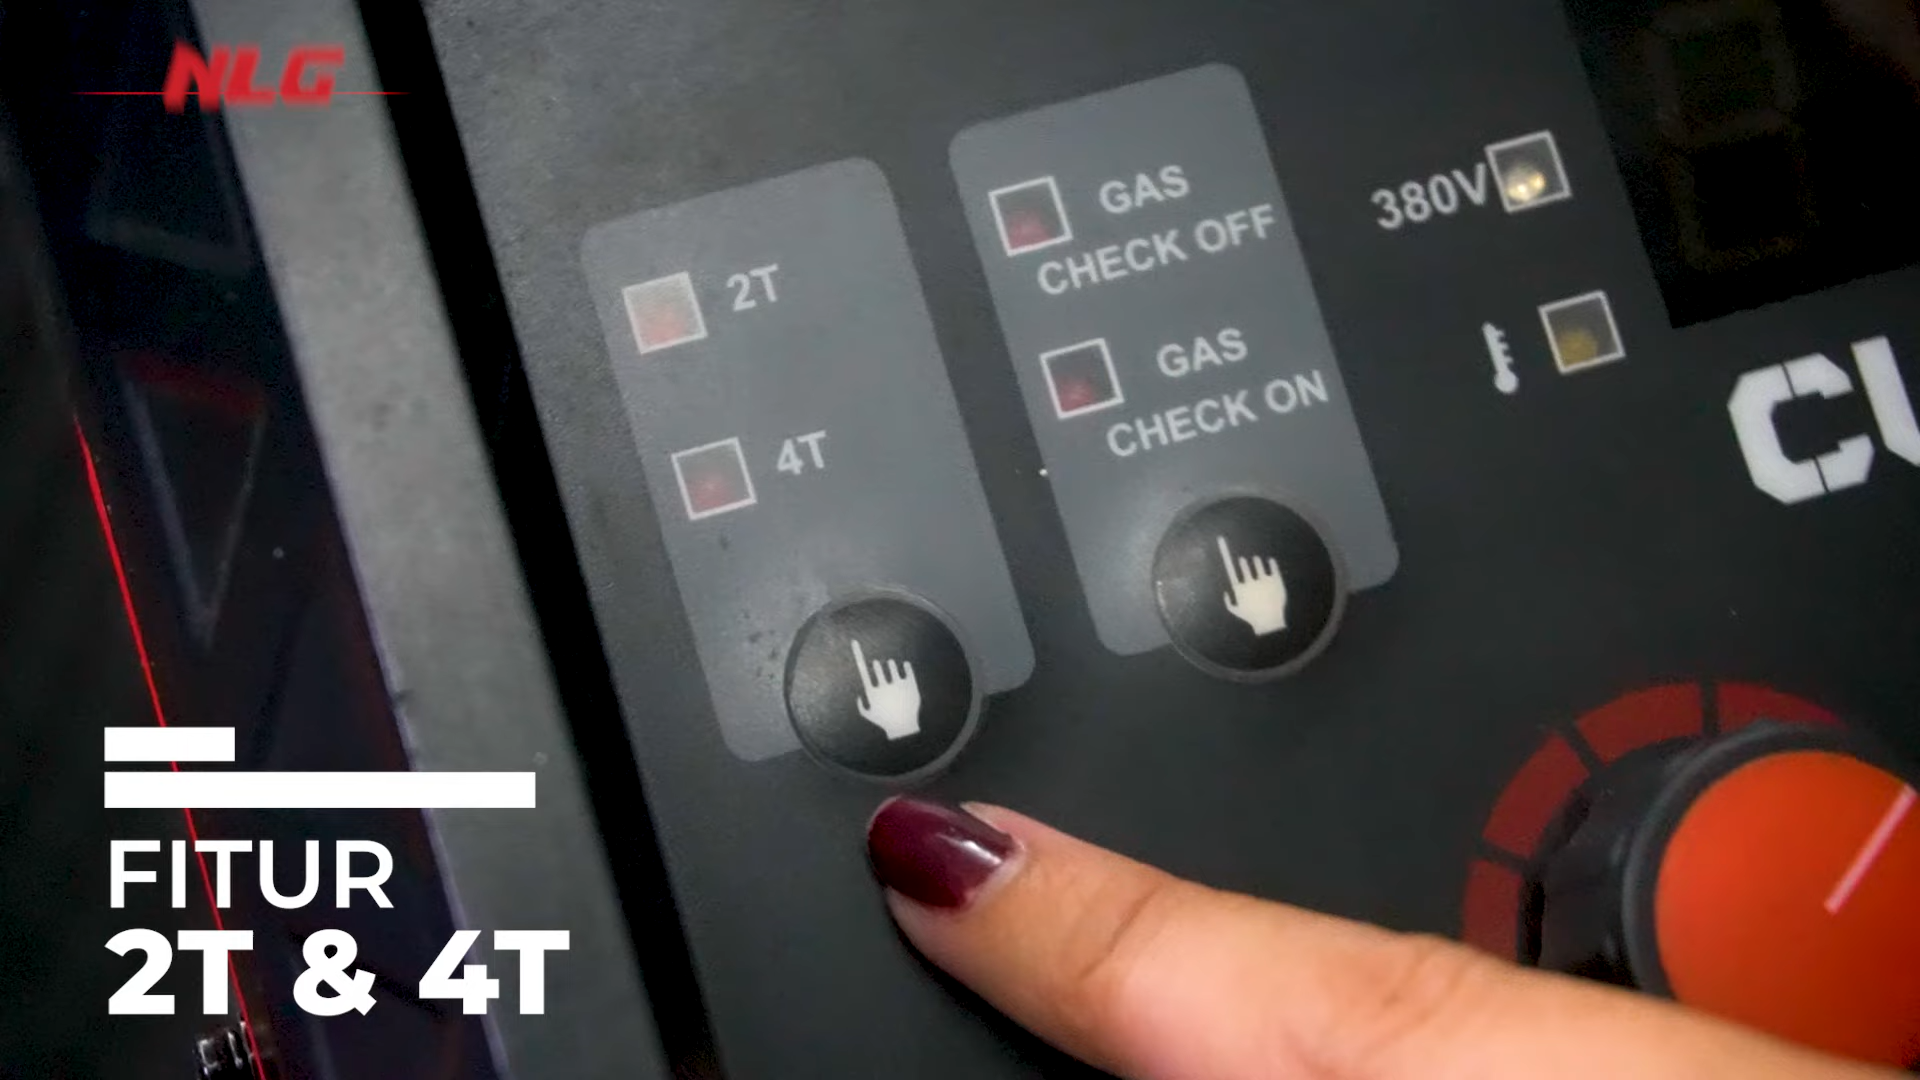 NLG
2T
4T
GAS
CHECK OFF
GAS
CHECK ON
380V
FITUR
2T & 4T